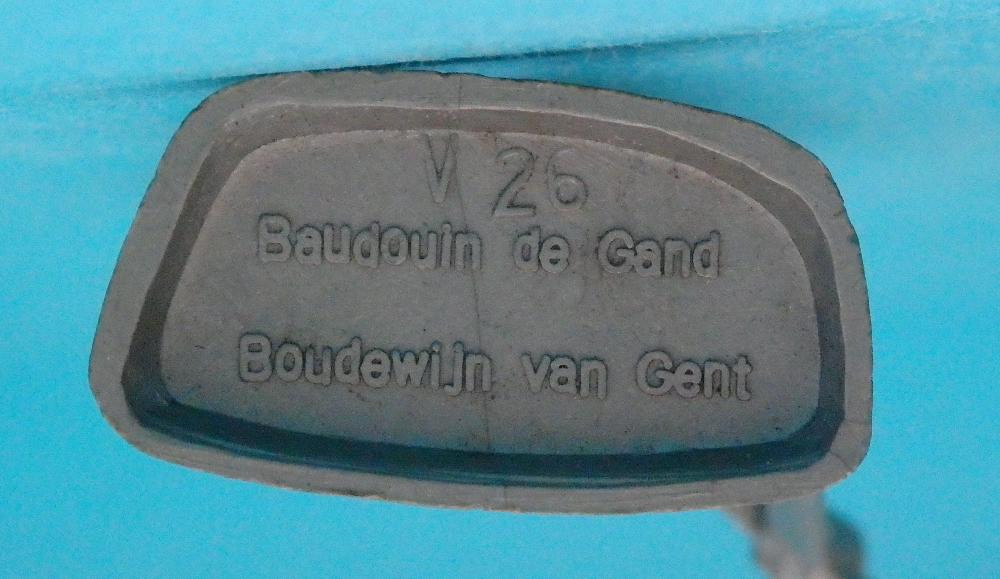 V 26
Baudouin de Gand
Boudewijn van Gent